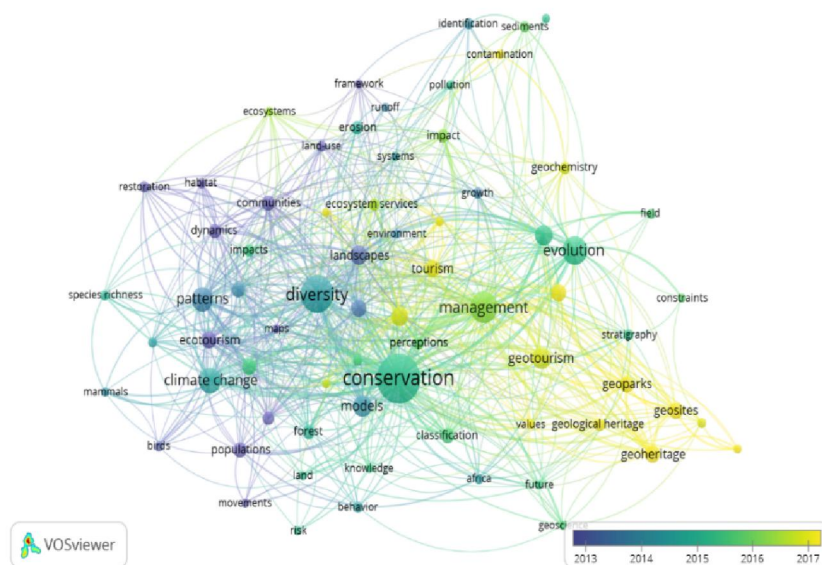 identification
sediments
contamination
framework
pollution
ecosystems
runoff
erosion
impact
land-use
systems
geochemistry
restoration
habitat
growth
communities
ecosystem services
field
dynamics
environment
impacts
landscapes
evolution
tourism
species richness
patterns
diversity
constraints
management
maps
ecotourism
perceptions
stratigraphy
geotourism
climate change
conservation
geoparks
mammals
models
geosites
values
geological heritage
forest
classification
birds
populations
geoheritage
knowledge
land
africa
future
movements
behavior
geoscience
risk
VOSviewer
2013 2014 2015 2016 2017